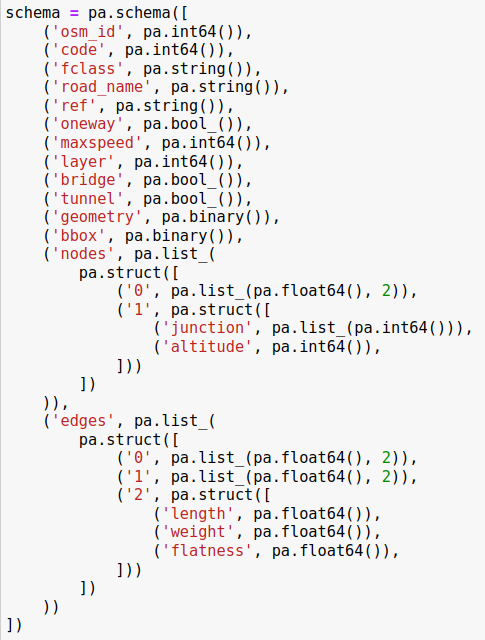 schema = pa.schema([
    ('osm_id', pa.int64()),
    ('code', pa.int64()),
    ('fclass', pa.string()),
    ('road_name', pa.string()),
    ('ref', pa.string()),
    ('oneway', pa.bool_()),
    ('maxspeed', pa.int64()),
    ('layer', pa.int64()),
    ('bridge', pa.bool_()),
    ('tunnel', pa.bool_()),
    ('geometry', pa.binary()),
    ('bbox', pa.binary()),
    ('nodes', pa.list_(
        pa.struct([
            ('0', pa.list_(pa.float64(), 2)),
            ('1', pa.struct([
                ('junction', pa.list_(pa.int64())),
                ('altitude', pa.int64()),
            ]))
        ])
    )),
    ('edges', pa.list_(
        pa.struct([
            ('0', pa.list_(pa.float64(), 2)),
            ('1', pa.list_(pa.float64(), 2)),
            ('2', pa.struct([
                ('length', pa.float64()),
                ('weight', pa.float64()),
                ('flatness', pa.float64()),
            ]))
        ])
    ))
])